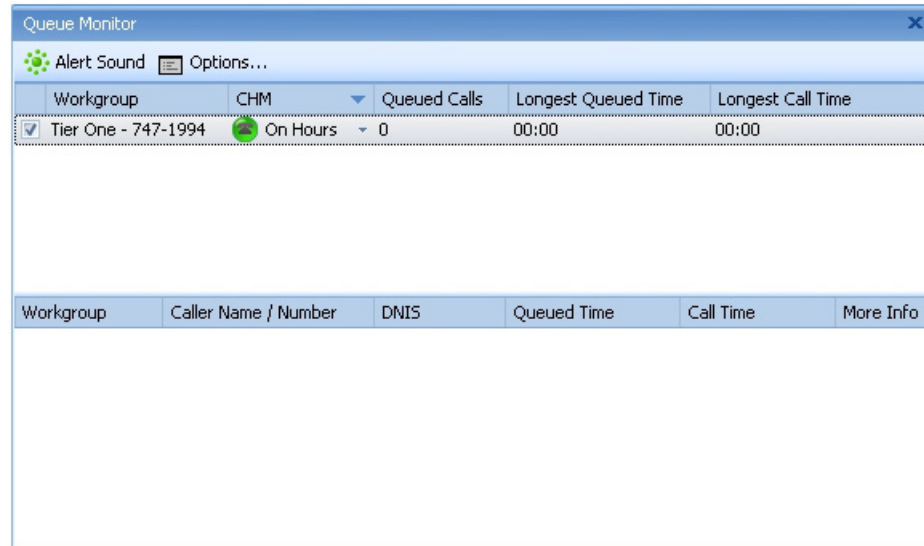 Queue Monitor
Alert Sound Options...
Workgroup CHM Queued Calls Longest Queued Time Longest Call Time
Tier One - 747-1994 On Hours 0 00:00 00:00
Workgroup Caller Name / Number DNIS Queued Time Call Time More Info